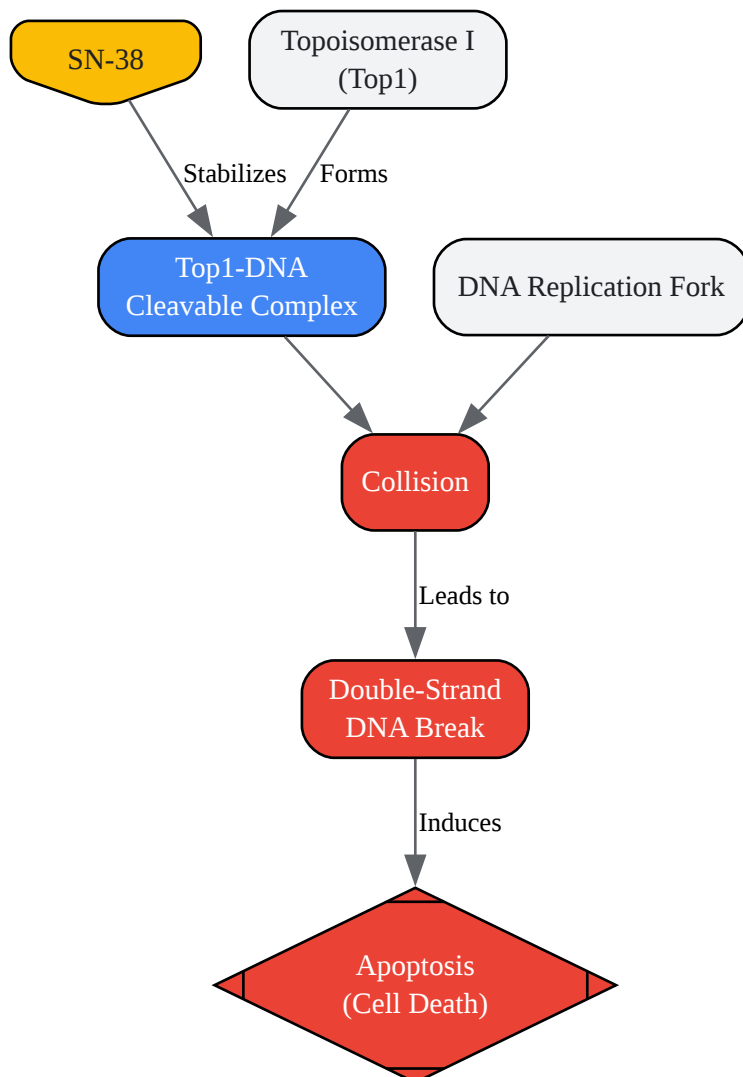 SN-38
Topoisomerase I
(Top1)
Stabilizes
Forms
Top1-DNA
Cleavable Complex
DNA Replication Fork
Collision
Leads to
Double-Strand
DNA Break
Induces
Apoptosis
(Cell Death)